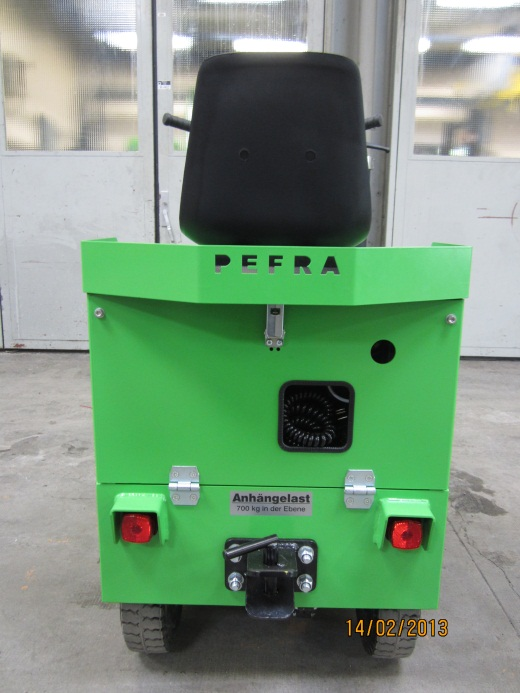 PEFRA
Anhängelast
700 kg in der Ebene
14/02/2013